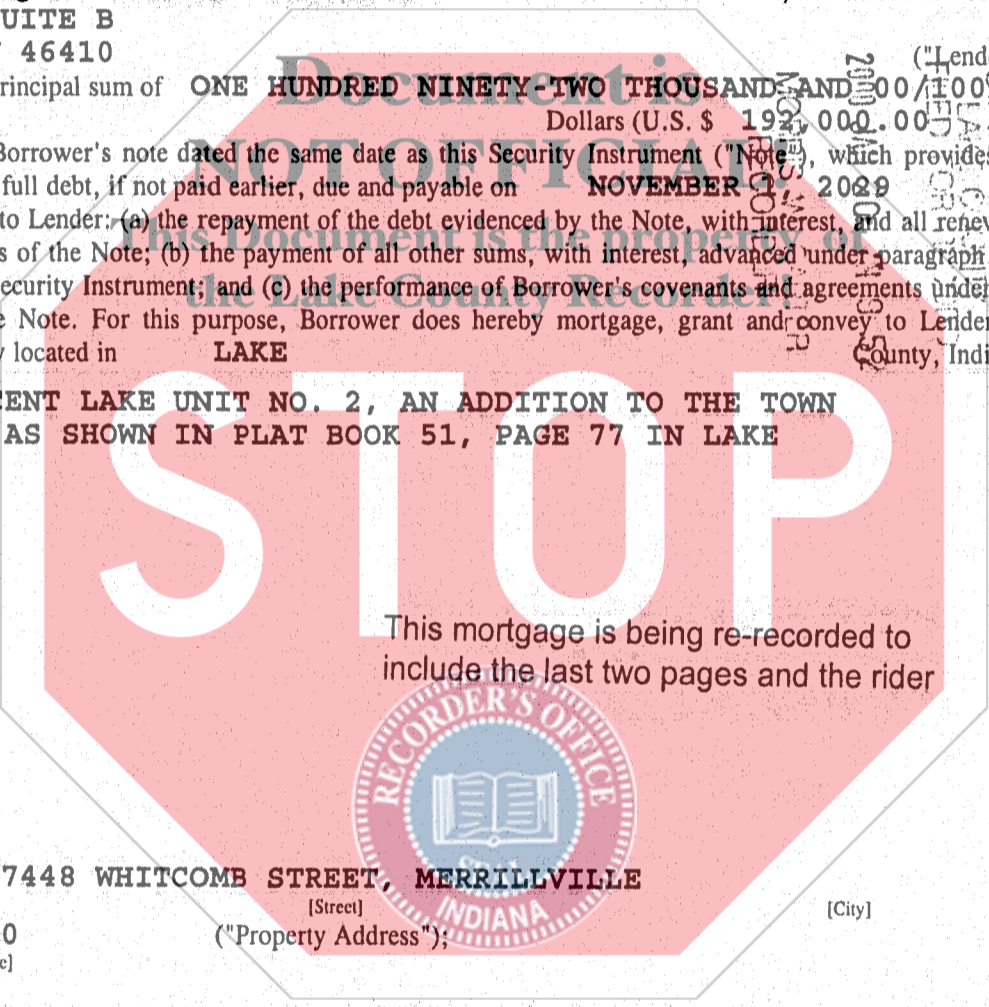 UITE B
46410
("Lend
rincipal sum of ONE HUNDRED NINETY-TWO THOUSAND AND 00/100
Dollars (U.S. $ 192,000.00
Borrower's note dated the same date as this Security Instrument ("Note"), which provides
full debt, if not paid earlier, due and payable on NOVEMBER 1, 2029
to Lender: (a) the repayment of the debt evidenced by the Note, with interest, and all renew
s of the Note; (b) the payment of all other sums, with interest, advanced under paragraph
ecurity Instrument; and (c) the performance of Borrower's covenants and agreements under
e Note. For this purpose, Borrower does hereby mortgage, grant and convey to Lender
y located in LAKE County, Indi
ENT LAKE UNIT NO. 2, AN ADDITION TO THE TOWN
AS SHOWN IN PLAT BOOK 51, PAGE 77 IN LAKE
Document is
NOT OFFICIAL!
This Document is the property of
the Lake County Recorder!
STOP
This mortgage is being re-recorded to
include the last two pages and the rider
RECORDER'S OFFICE
SEAL
INDIANA
7448 WHITCOMB STREET, MERRILLVILLE
[Street] [City]
0 ("Property Address");
c]